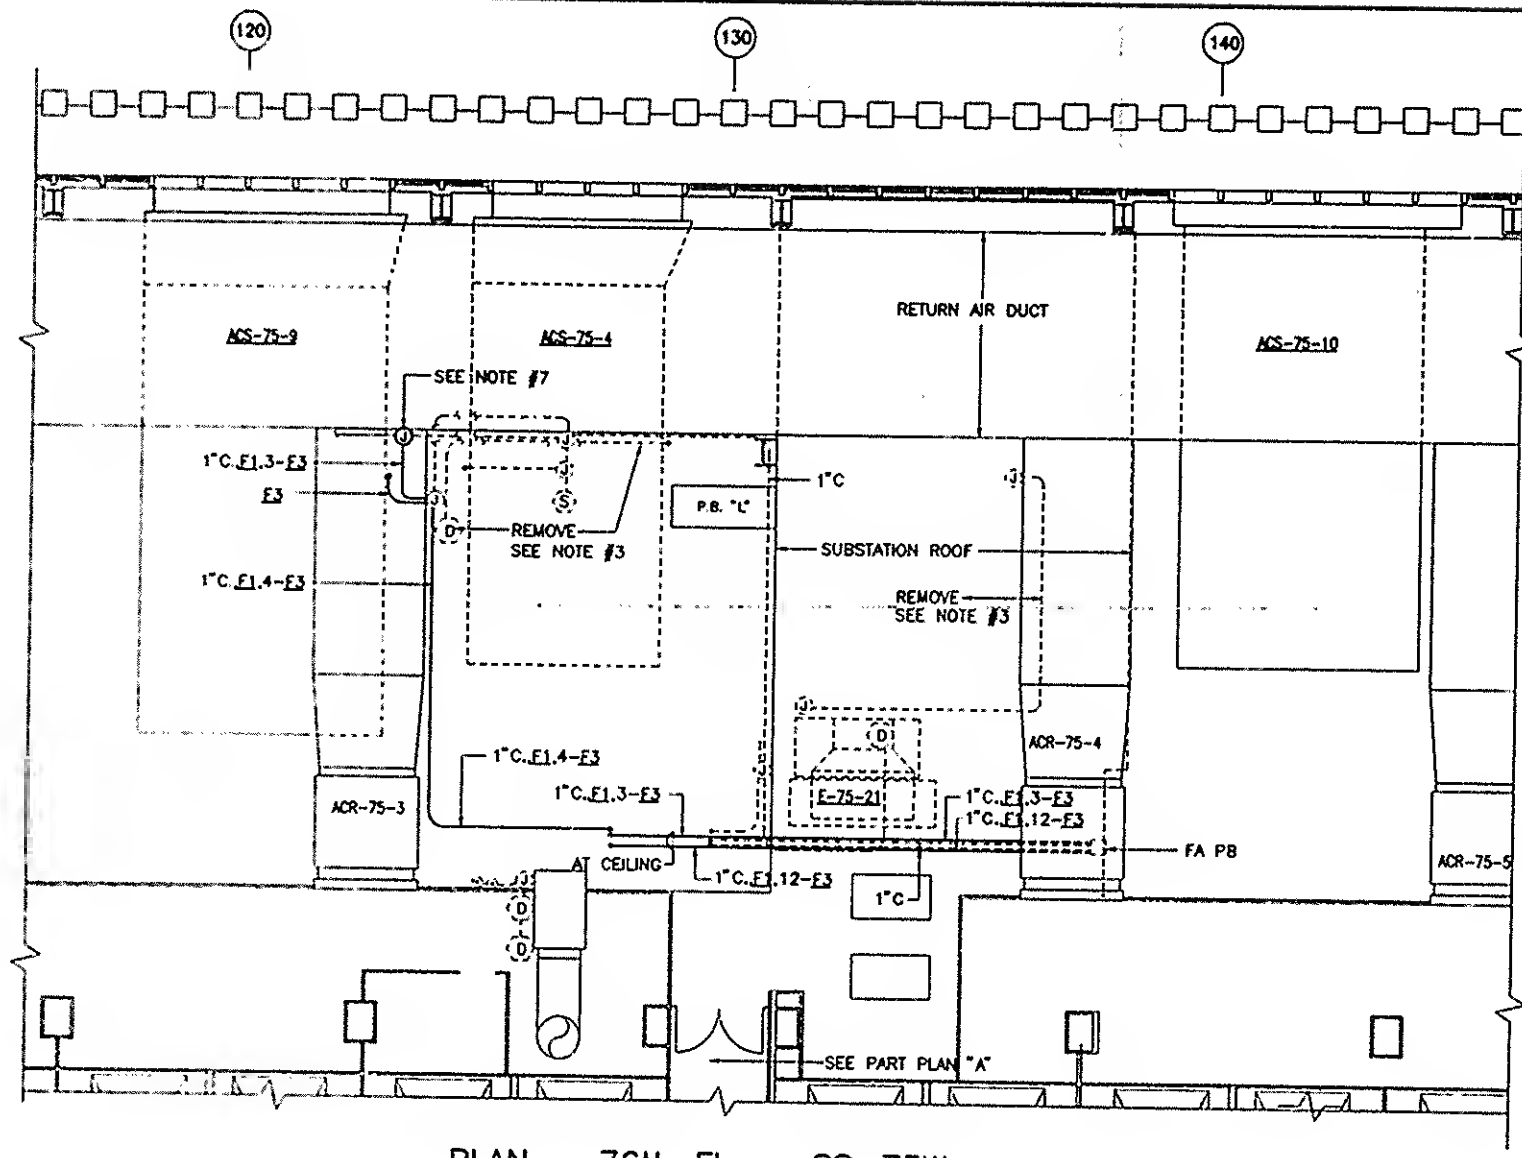 120
130
140
RETURN AIR DUCT
ACS-75-9
ACS-75-4
ACS-75-10
SEE NOTE #7
J
1"C.F1.3-F3
F3
J
J
S
D
REMOVE
SEE NOTE #3
P.B. "L"
1"C
J
SUBSTATION ROOF
1"C.F1.4-F3
REMOVE
SEE NOTE #3
J
D
ACR-75-4
1"C.F1.4-F3
1"C.F1.3-F3
E-75-21
1"C.F1.3-F3
1"C.F1.12-F3
ACR-75-3
AT CEILING
FA PB
ACR-75-5
1"C.F1.12-F3
1"C
J
D
D
SEE PART PLAN "A"